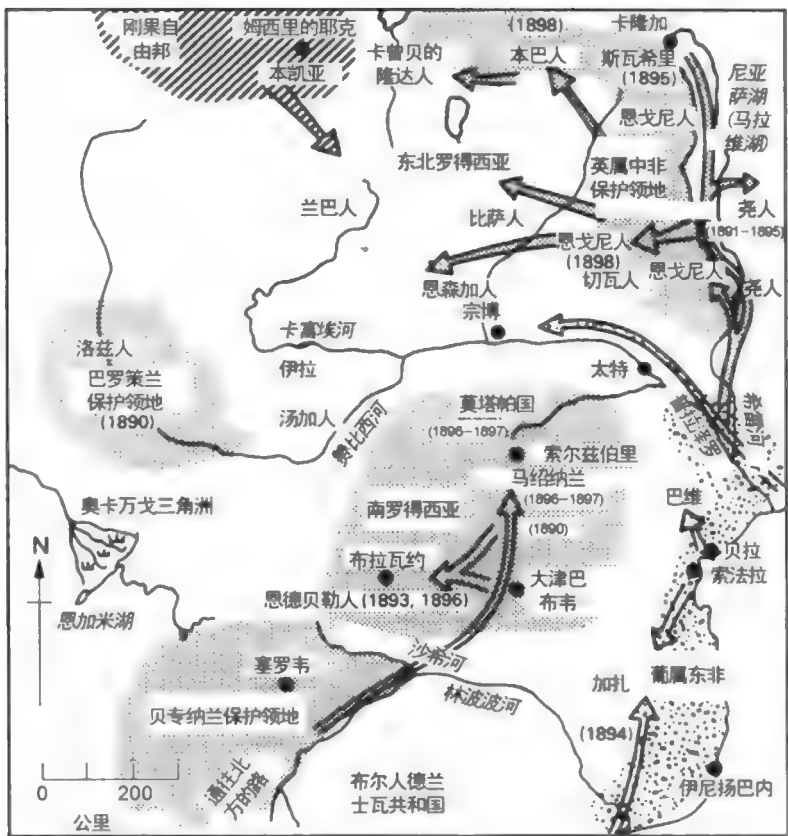 刚果自
由邦
姆西里的耶克
本凯亚
卡曾贝的
隆达人
(1898)
本巴人
卡隆加
斯瓦希里
(1895)
恩戈尼人
尼亚
萨湖
(马拉
维湖)
东北罗得西亚
英属中非
保护领地
兰巴人
比萨人
尧人
(1891-1895)
恩戈尼人
(1898)
切瓦人
恩戈尼人
尧人
恩森加人
宗博
卡富埃河
洛兹人
巴罗策兰
保护领地
(1890)
伊拉
汤加人
赞比西河
太特
莫塔帕国
(1896-1897)
索尔兹伯里
马绍纳兰
(1896-1897)
(1890)
普拉泽罗
希雷河
奥卡万戈三角洲
南罗得西亚
巴维
N
布拉瓦约
恩德贝勒人 (1893, 1896)
大津巴
布韦
贝拉
索法拉
恩加米湖
沙希河
塞罗韦
贝专纳兰保护领地
林波波河
加扎
葡属东非
(1894)
通往北
方的路
布尔人德兰
士瓦共和国
伊尼扬巴内
0 200
公里